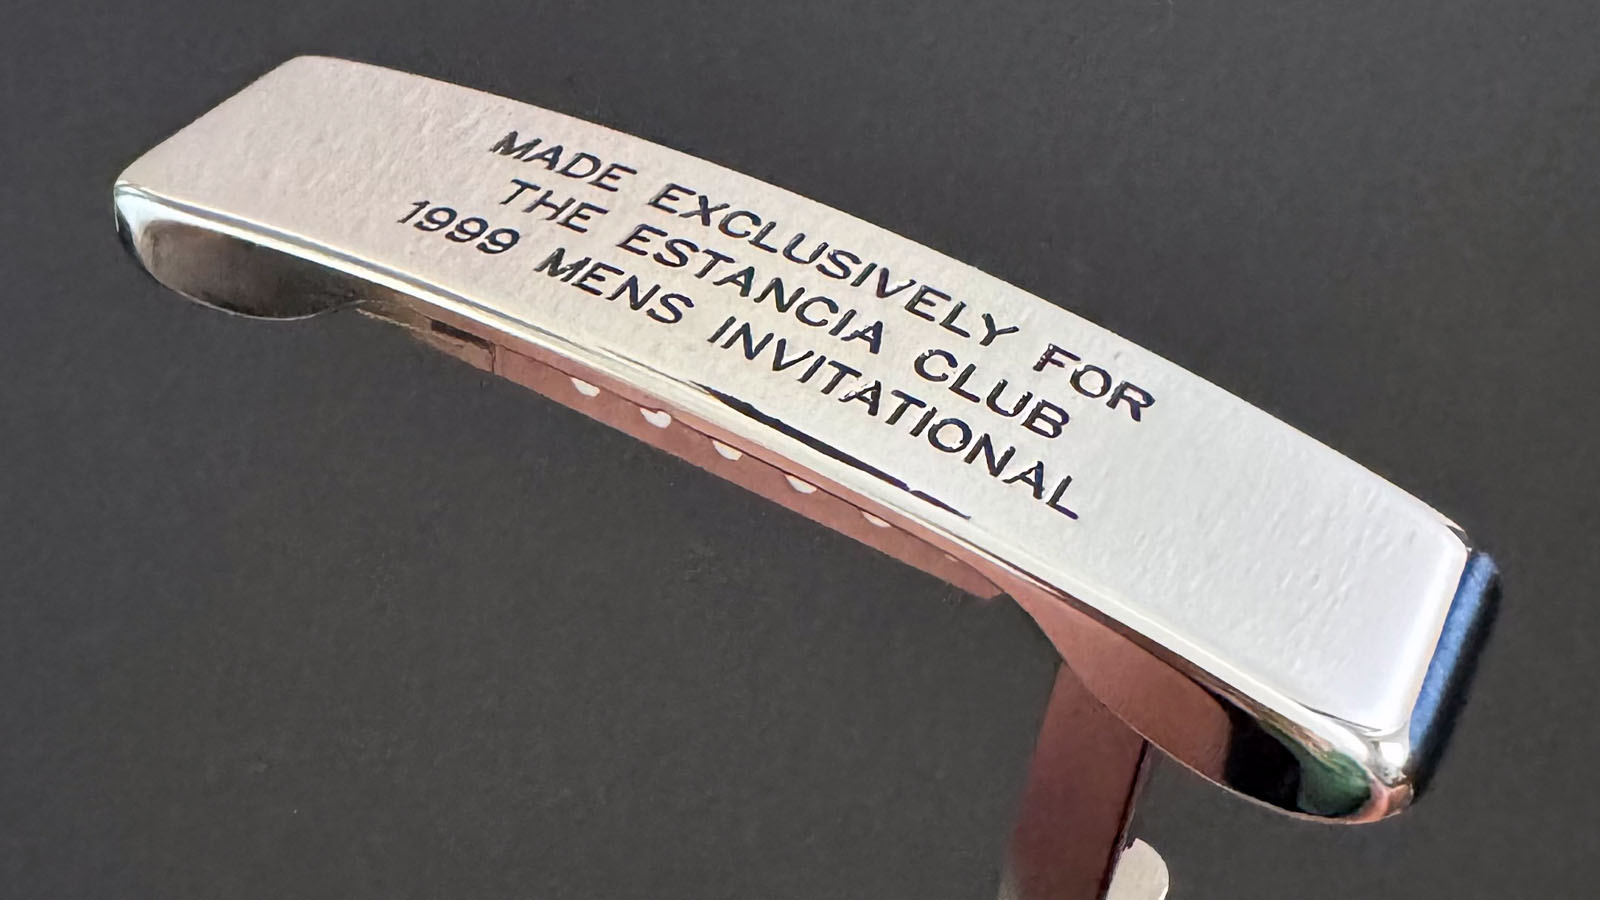 MADE EXCLUSIVELY FOR
THE ESTANCIA CLUB
1999 MENS INVITATIONAL